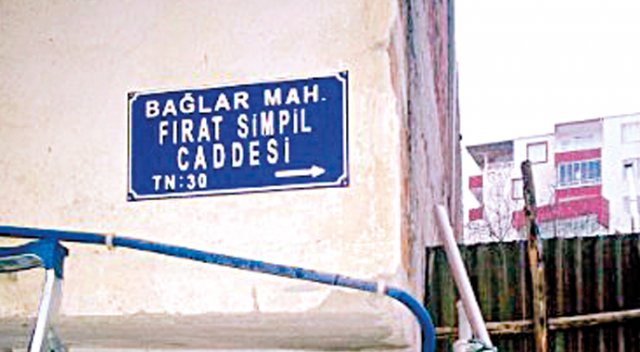 BAĞLAR MAH.
FIRAT SİMPİL
CADDESİ
TN:30